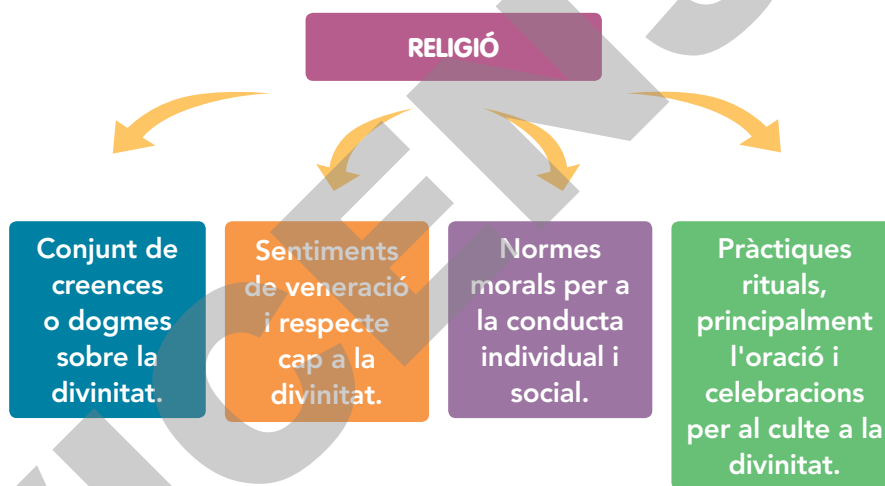 RELIGIÓ
Conjunt de
creences
o dogmes
sobre la
divinitat.
Sentiments
de veneració
i respecte
cap a la
divinitat.
Normes
morals per a
la conducta
individual i
social.
Pràctiques
rituals,
principalment
l'oració i
celebracions
per al culte a la
divinitat.